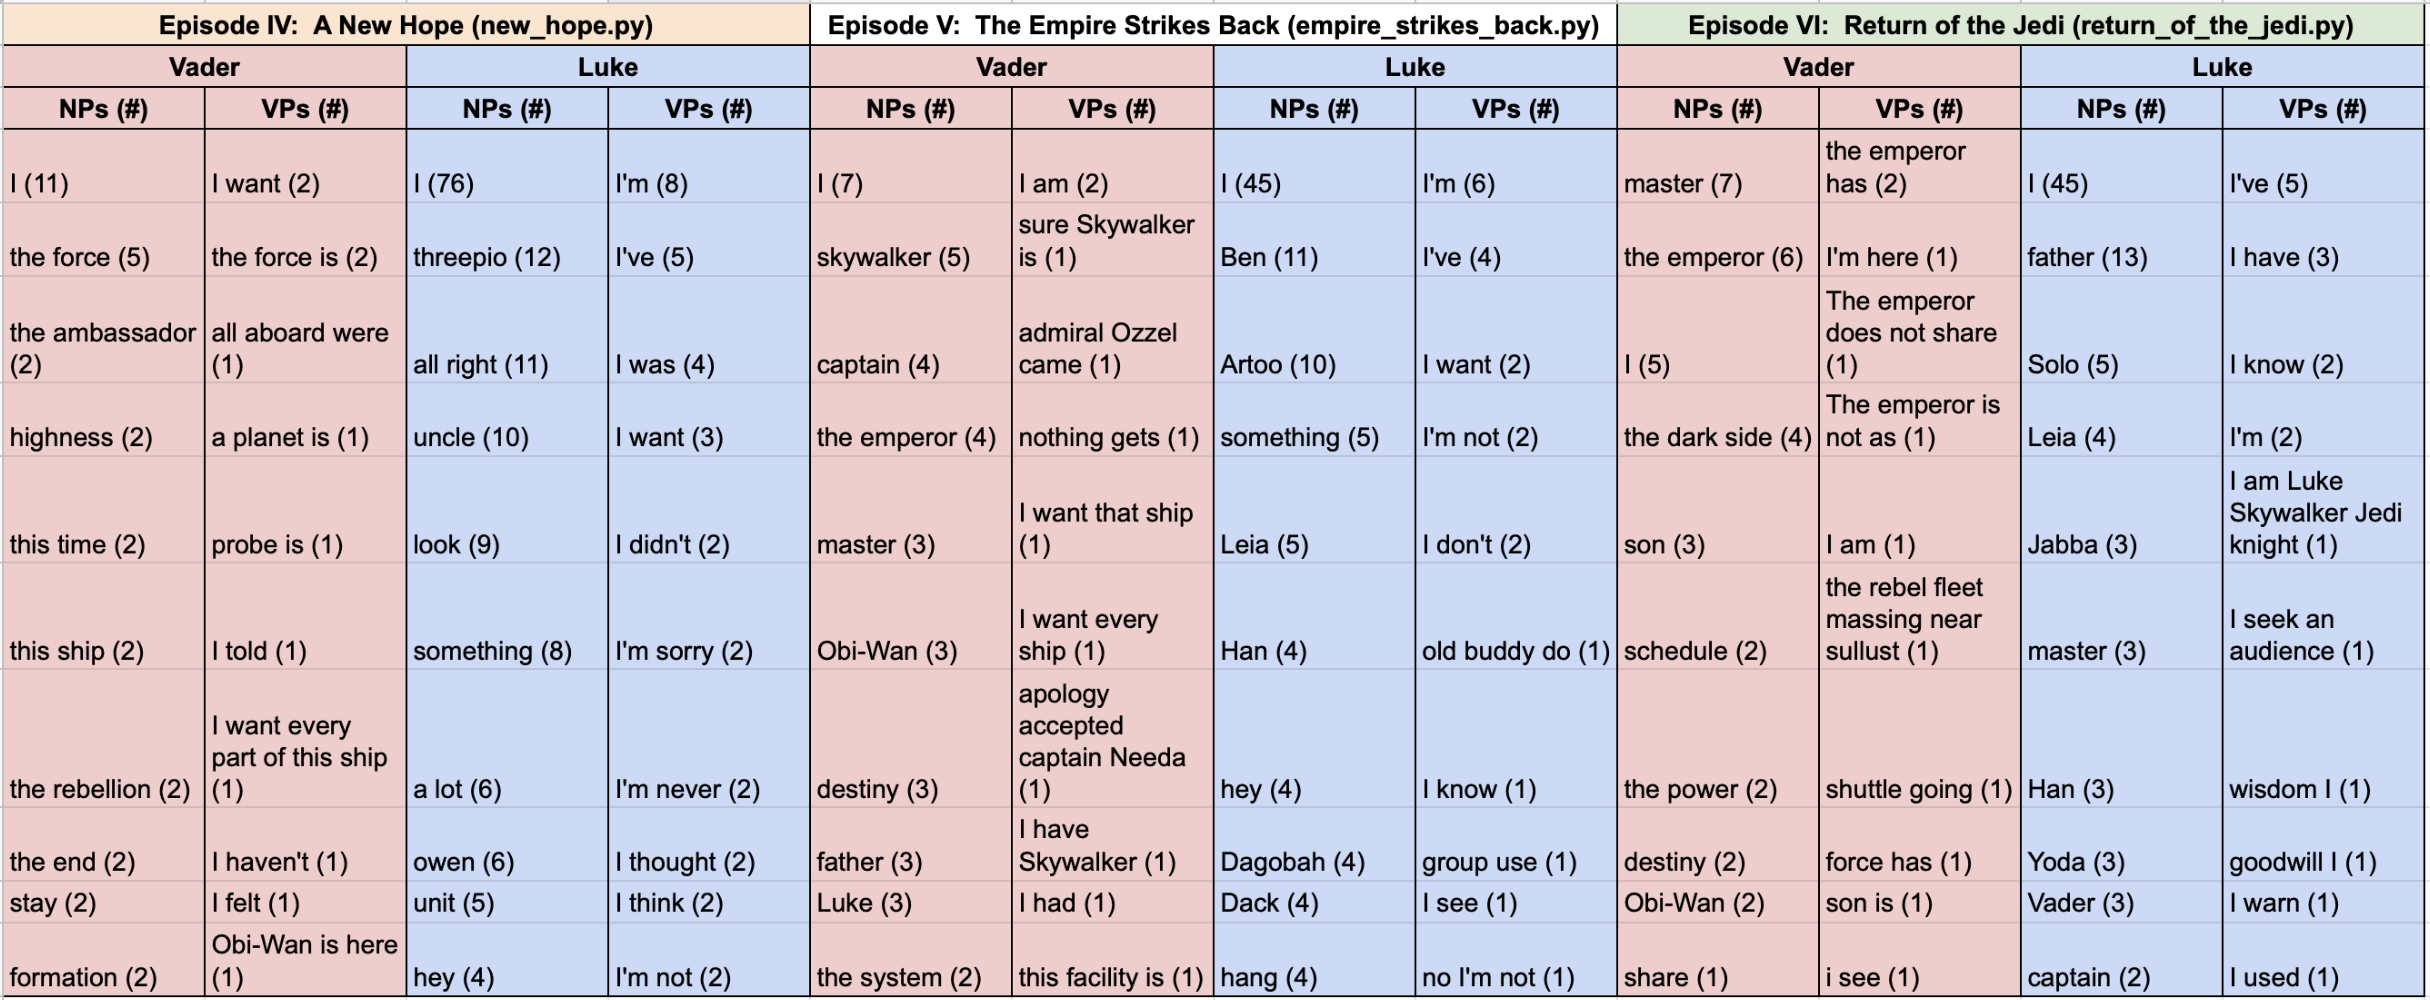 Episode IV: A New Hope (new_hope.py) Episode V: The Empire Strikes Back (empire_strikes_back.py) Episode VI: Return of the Jedi (return_of_the_jedi.py)
Vader Luke Vader Luke Vader Luke
NPs (#) VPs (#) NPs (#) VPs (#) NPs (#) VPs (#) NPs (#) VPs (#) NPs (#) VPs (#) NPs (#) VPs (#)
the emperor
I (11) I want (2) I (76) I'm (8) I (7) I am (2) I (45) I'm (6) master (7) has (2) I (45) I've (5)
sure Skywalker
the force (5) the force is (2) threepio (12) I've (5) skywalker (5) is (1) Ben (11) I've (4) the emperor (6) I'm here (1) father (13) I have (3)
The emperor
the ambassador all aboard were admiral Ozzel does not share
(2) (1) all right (11) I was (4) captain (4) came (1) Artoo (10) I want (2) I (5) (1) Solo (5) I know (2)
The emperor is
highness (2) a planet is (1) uncle (10) I want (3) the emperor (4) nothing gets (1) something (5) I'm not (2) the dark side (4) not as (1) Leia (4) I'm (2)
I am Luke
I want that ship Skywalker Jedi
this time (2) probe is (1) look (9) I didn't (2) master (3) (1) Leia (5) I don't (2) son (3) I am (1) Jabba (3) knight (1)
the rebel fleet
I want every massing near I seek an
this ship (2) I told (1) something (8) I'm sorry (2) Obi-Wan (3) ship (1) Han (4) old buddy do (1) schedule (2) sullust (1) master (3) audience (1)
apology
I want every accepted
part of this ship captain Needa
the rebellion (2) (1) a lot (6) I'm never (2) destiny (3) (1) hey (4) I know (1) the power (2) shuttle going (1) Han (3) wisdom I (1)
I have
the end (2) I haven't (1) owen (6) I thought (2) father (3) Skywalker (1) Dagobah (4) group use (1) destiny (2) force has (1) Yoda (3) goodwill I (1)
stay (2) I felt (1) unit (5) I think (2) Luke (3) I had (1) Dack (4) I see (1) Obi-Wan (2) son is (1) Vader (3) I warn (1)
Obi-Wan is here
formation (2) (1) hey (4) I'm not (2) the system (2) this facility is (1) hang (4) no I'm not (1) share (1) i see (1) captain (2) I used (1)